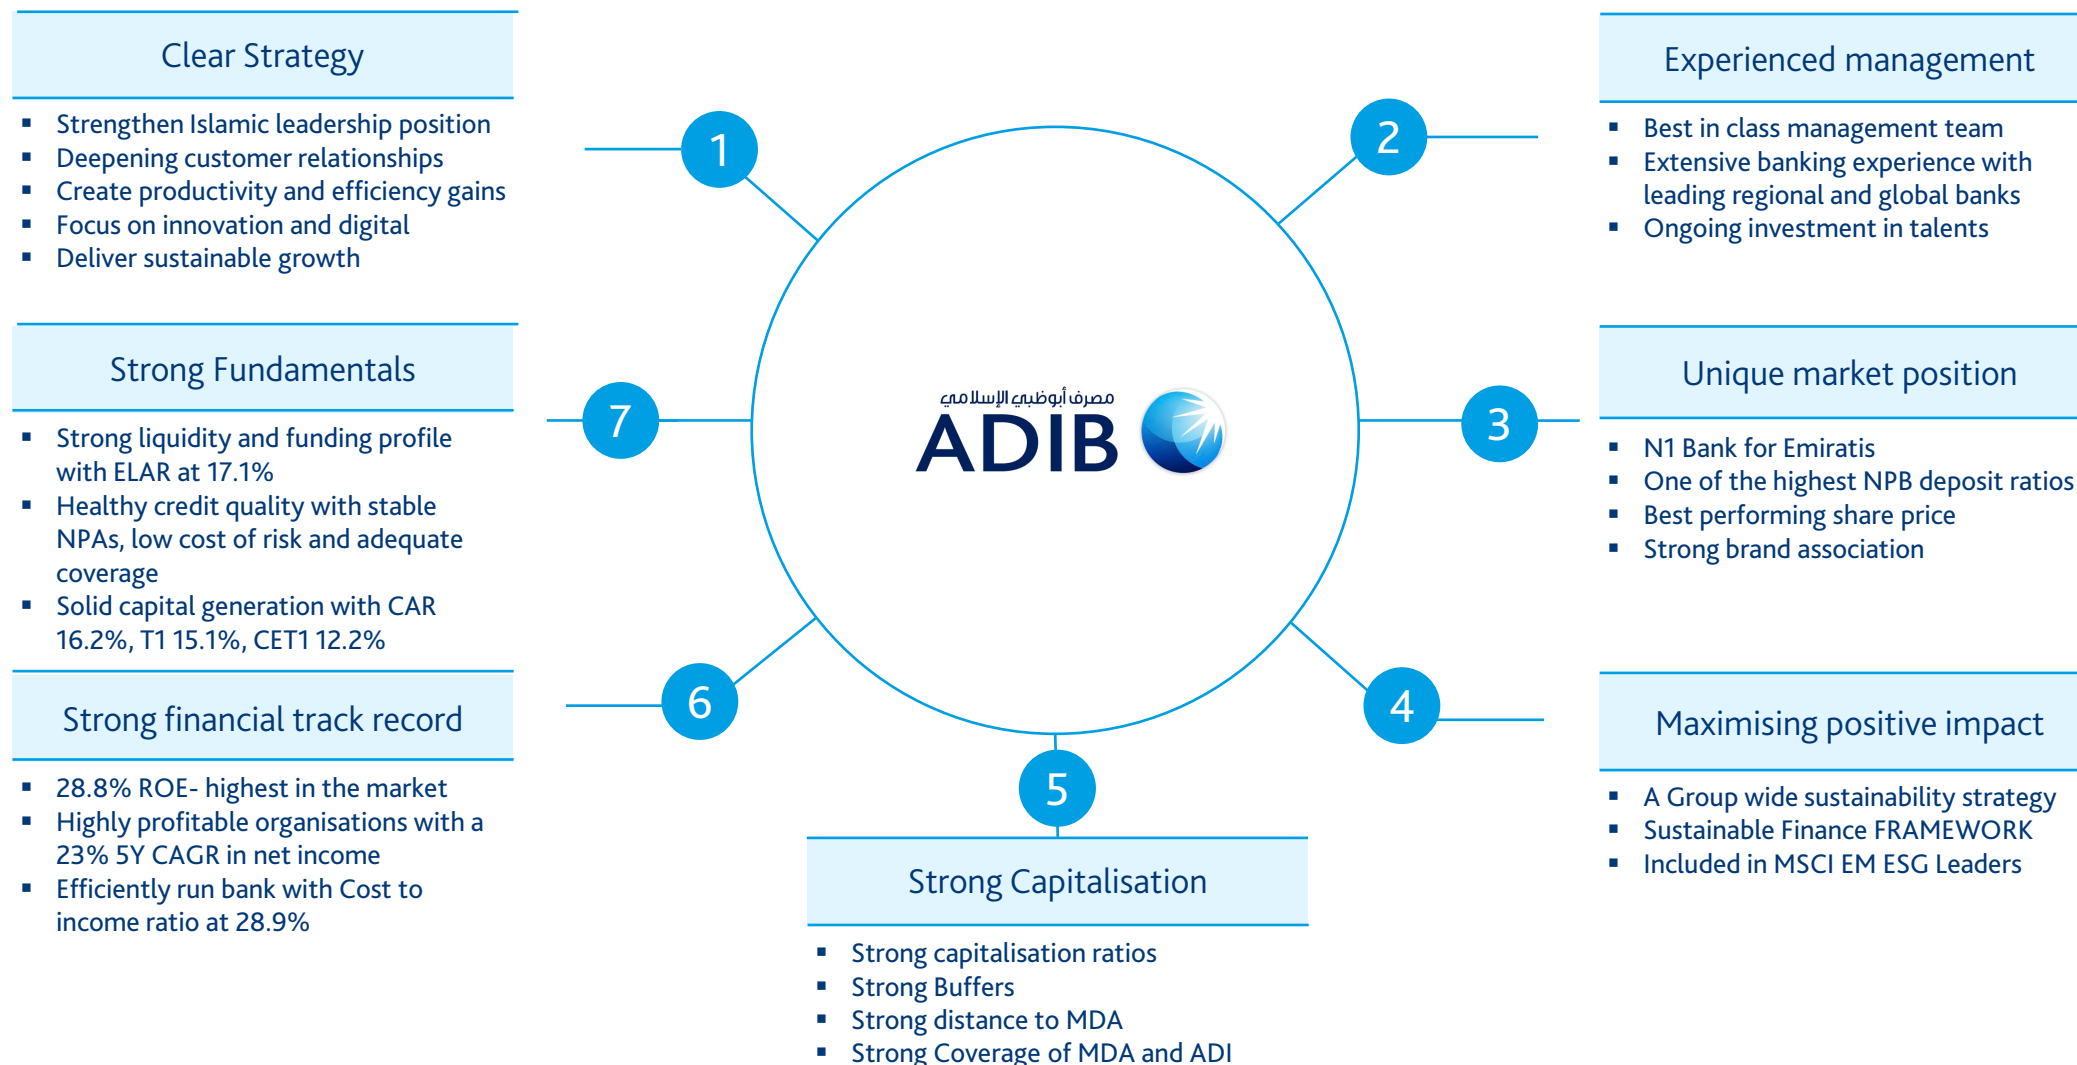 Clear Strategy
▪ Strengthen Islamic leadership position
▪ Deepening customer relationships
▪ Create productivity and efficiency gains
▪ Focus on innovation and digital
▪ Deliver sustainable growth
1
2
Experienced management
▪ Best in class management team
▪ Extensive banking experience with
leading regional and global banks
▪ Ongoing investment in talents
Strong Fundamentals
▪ Strong liquidity and funding profile
with ELAR at 17.1%
▪ Healthy credit quality with stable
NPAs, low cost of risk and adequate
coverage
▪ Solid capital generation with CAR
16.2%, T1 15.1%, CET1 12.2%
7
مصرف أبوظبي الإسلامي
ADIB
3
Unique market position
▪ N1 Bank for Emiratis
▪ One of the highest NPB deposit ratios
▪ Best performing share price
▪ Strong brand association
Strong financial track record
▪ 28.8% ROE- highest in the market
▪ Highly profitable organisations with a
23% 5Y CAGR in net income
▪ Efficiently run bank with Cost to
income ratio at 28.9%
6
5
Strong Capitalisation
▪ Strong capitalisation ratios
▪ Strong Buffers
▪ Strong distance to MDA
▪ Strong Coverage of MDA and ADI
4
Maximising positive impact
▪ A Group wide sustainability strategy
▪ Sustainable Finance FRAMEWORK
▪ Included in MSCI EM ESG Leaders